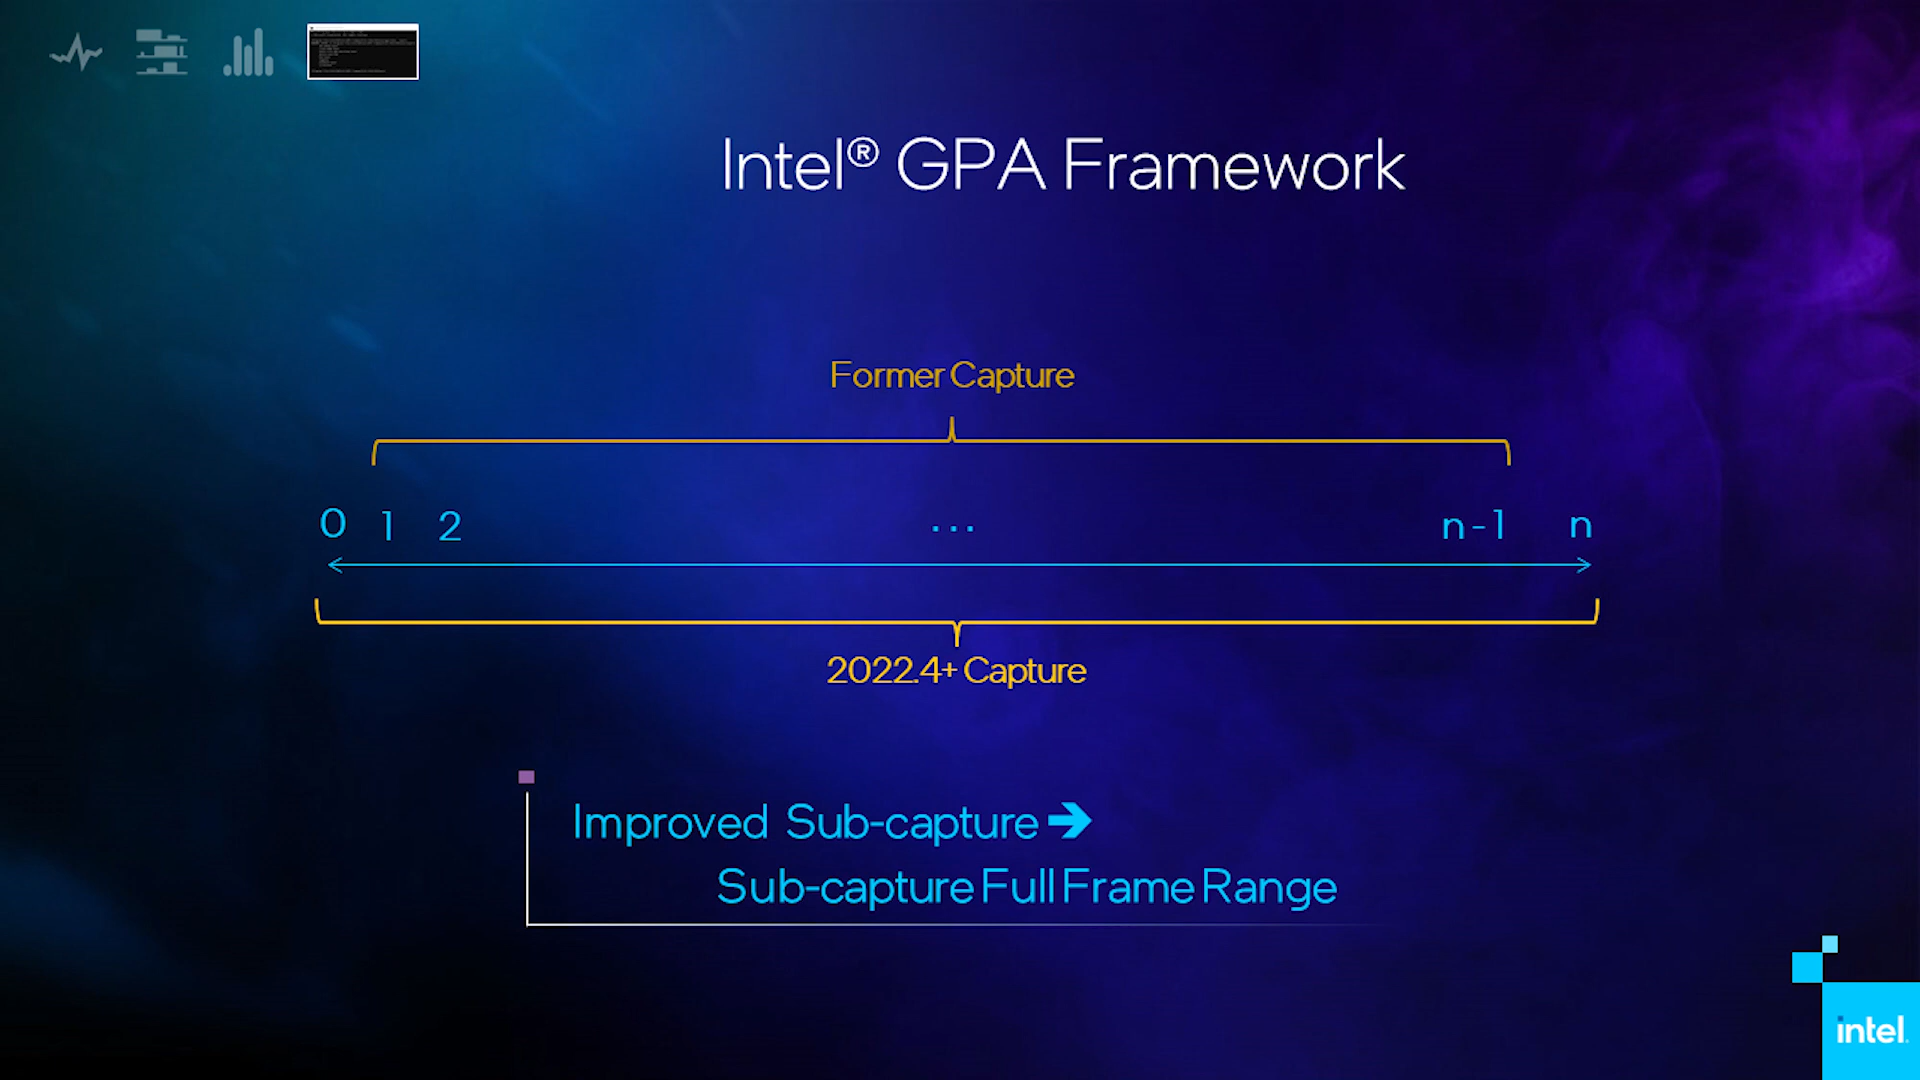 Intel® GPA Framework
Former Capture
0 1 2 ... n-1 n
2022.4+ Capture
Improved Sub-capture ➔
Sub-capture Full Frame Range
intel.